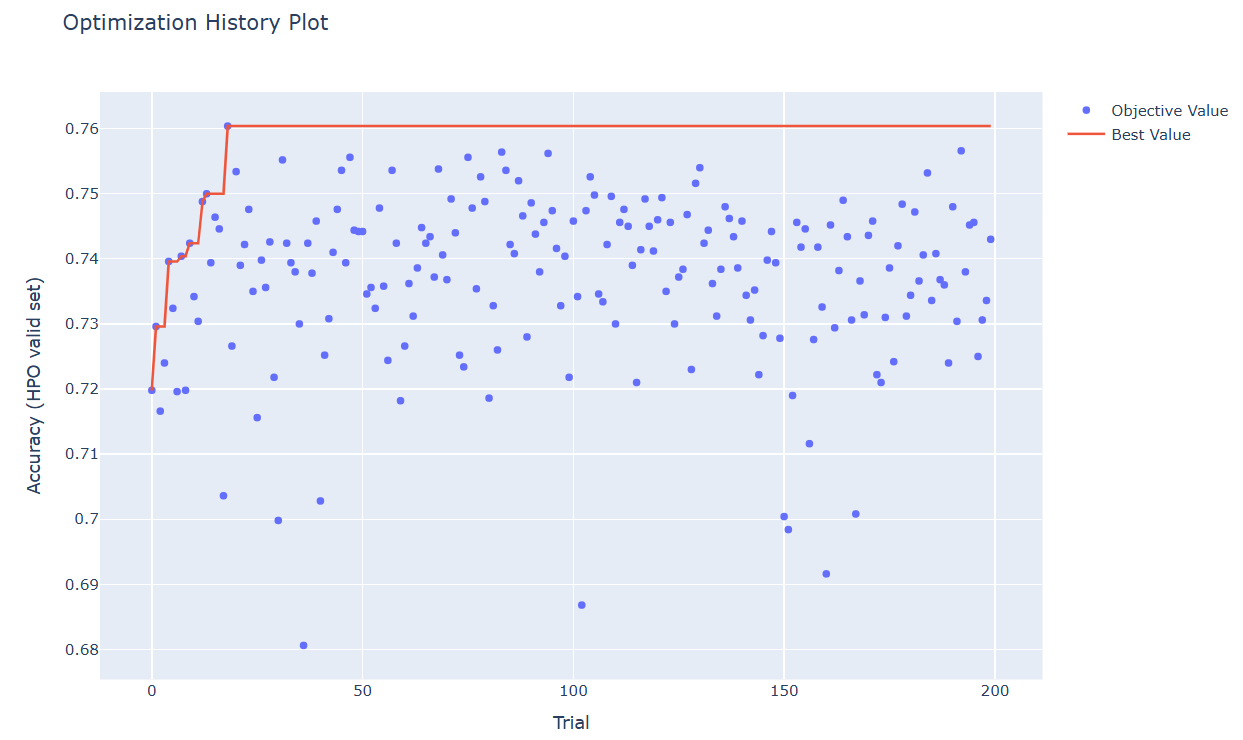 Optimization History Plot
Objective Value
Best Value
0.76
0.75
0.74
0.73
0.72
0.71
0.7
0.69
0.68
Accuracy (HPO valid set)
0 50 100 150 200
Trial